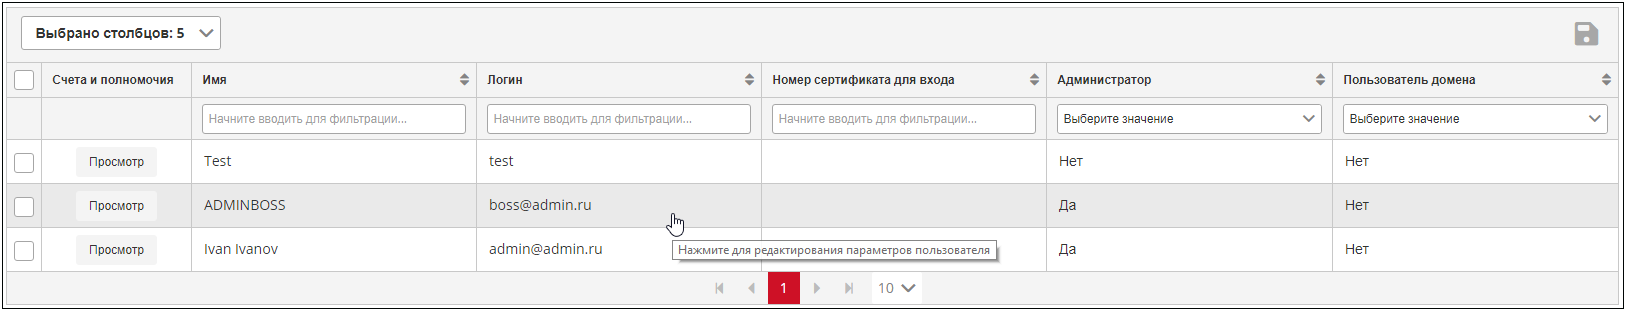 Выбрано столбцов: 5
Счета и полномочия Имя Логин Номер сертификата для входа Администратор Пользователь домена
Начните вводить для фильтрации... Начните вводить для фильтрации... Начните вводить для фильтрации... Выберите значение Выберите значение
Просмотр Test test Нет Нет
Просмотр ADMINBOSS boss@admin.ru Да Нет
Просмотр Ivan Ivanov admin@admin.ru Да Нет
Нажмите для редактирования параметров пользователя
1 10